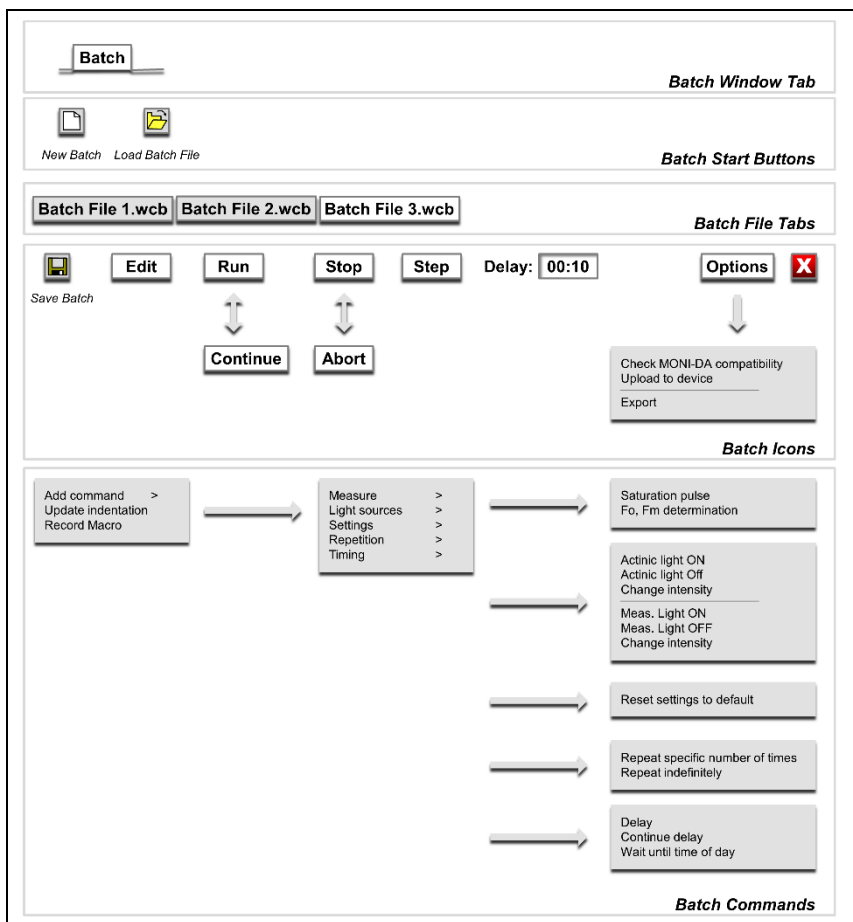 Batch
Batch Window Tab
New Batch Load Batch File
Batch Start Buttons
Batch File 1.wcb Batch File 2.wcb Batch File 3.wcb
Batch File Tabs
Edit Run Stop Step Delay: 00:10 Options X
Save Batch
Continue Abort
Check MONI-DA compatibility
Upload to device
Export
Batch Icons
Add command >
Update indentation
Record Macro
Measure >
Light sources >
Settings >
Repetition >
Timing >
Saturation pulse
Fo, Fm determination
Actinic light ON
Actinic light Off
Change intensity
Meas. Light ON
Meas. Light OFF
Change intensity
Reset settings to default
Repeat specific number of times
Repeat indefinitely
Delay
Continue delay
Wait until time of day
Batch Commands